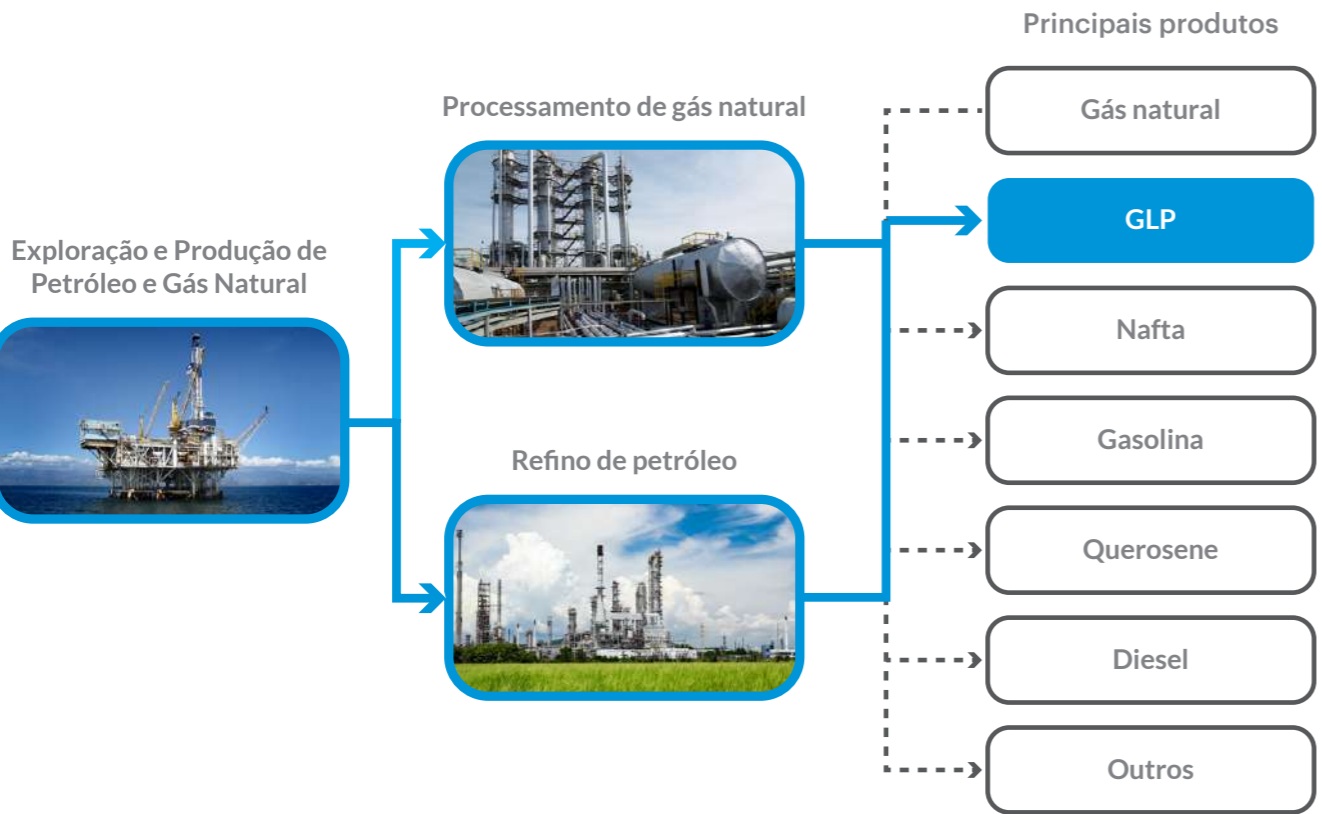 Principais produtos
Processamento de gás natural
Gás natural
GLP
Exploração e Produção de
Petróleo e Gás Natural
Nafta
Gasolina
Refino de petróleo
Querosene
Diesel
Outros